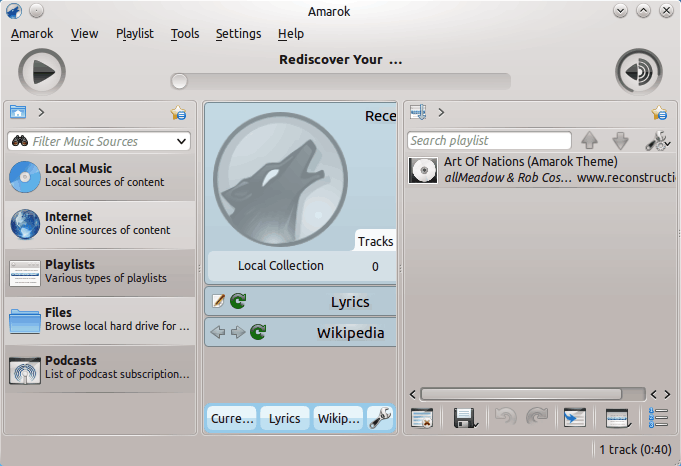 Amarok
Amarok View Playlist Tools Settings Help
Rediscover Your ...
Filter Music Sources
Local Music
Local sources of content
Internet
Online sources of content
Playlists
Various types of playlists
Files
Browse local hard drive for ...
Podcasts
List of podcast subscription...
Rece
Tracks
Local Collection 0
Lyrics
Wikipedia
Curre... Lyrics Wikip...
Search playlist
Art Of Nations (Amarok Theme)
allMeadow & Rob Cos... www.reconstructi
1 track (0:40)